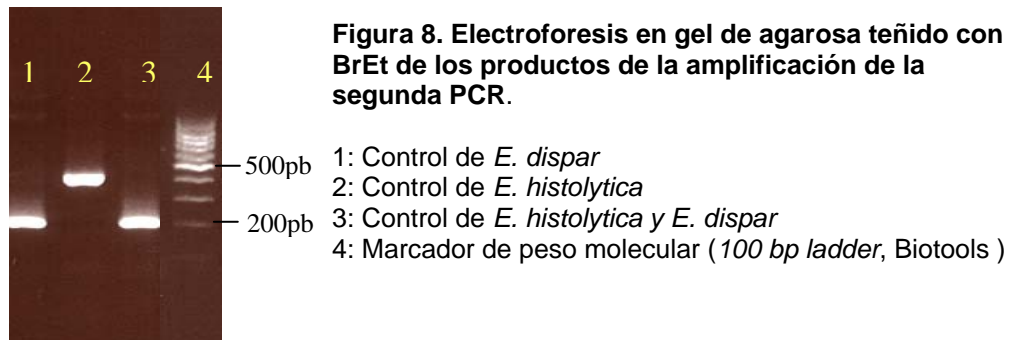 1 2 3 4
500pb
200pb
Figura 8. Electroforesis en gel de agarosa teñido con
BrEt de los productos de la amplificación de la
segunda PCR.
1: Control de E. dispar
2: Control de E. histolytica
3: Control de E. histolytica y E. dispar
4: Marcador de peso molecular (100 bp ladder, Biotools )